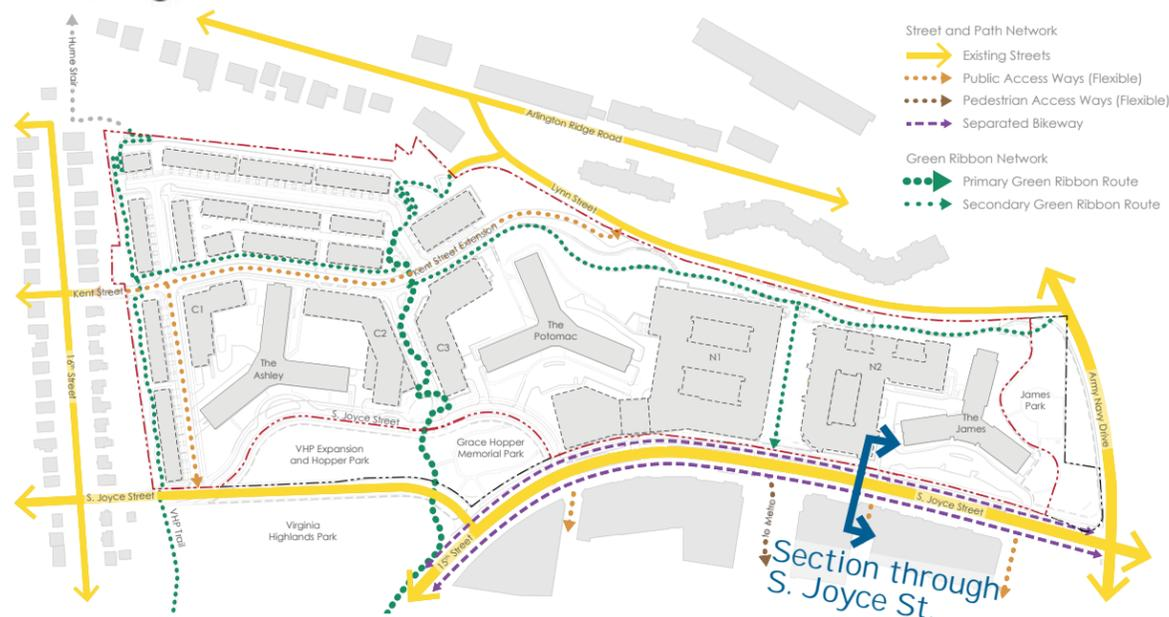 Street and Path Network
Existing Streets
Public Access Ways (Flexible)
Pedestrian Access Ways (Flexible)
Separated Bikeway
Green Ribbon Network
Primary Green Ribbon Route
Secondary Green Ribbon Route
Hume Stair
Arlington Ridge Road
Lynn Street
Kent Street Extension
Kent Street
16th Street
C1
The
Ashley
C2
C3
The
Potomac
N1
N2
The
James
James
Park
Army Navy Drive
S. Joyce Street
VHP Expansion
and Hopper Park
Grace Hopper
Memorial Park
S. Joyce Street
VHP Trail
Virginia
Highlands Park
15th Street
to Metro
S. Joyce Street
Section through
S. Joyce St.